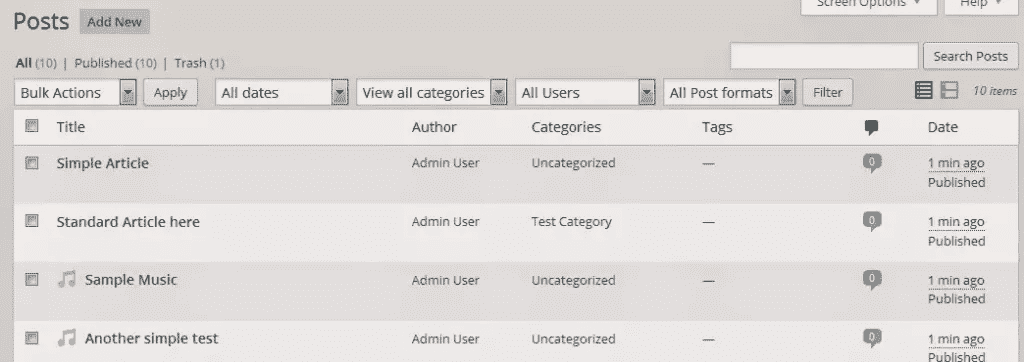 Screen Options Help
Posts Add New
All (10) | Published (10) | Trash (1)
Search Posts
Bulk Actions Apply All dates View all categories All Users All Post formats Filter 10 items
Title Author Categories Tags Date
Simple Article Admin User Uncategorized — 0 1 min ago
Published
Standard Article here Admin User Test Category — 0 1 min ago
Published
Sample Music Admin User Uncategorized — 0 1 min ago
Published
Another simple test Admin User Uncategorized — 0 1 min ago
Published